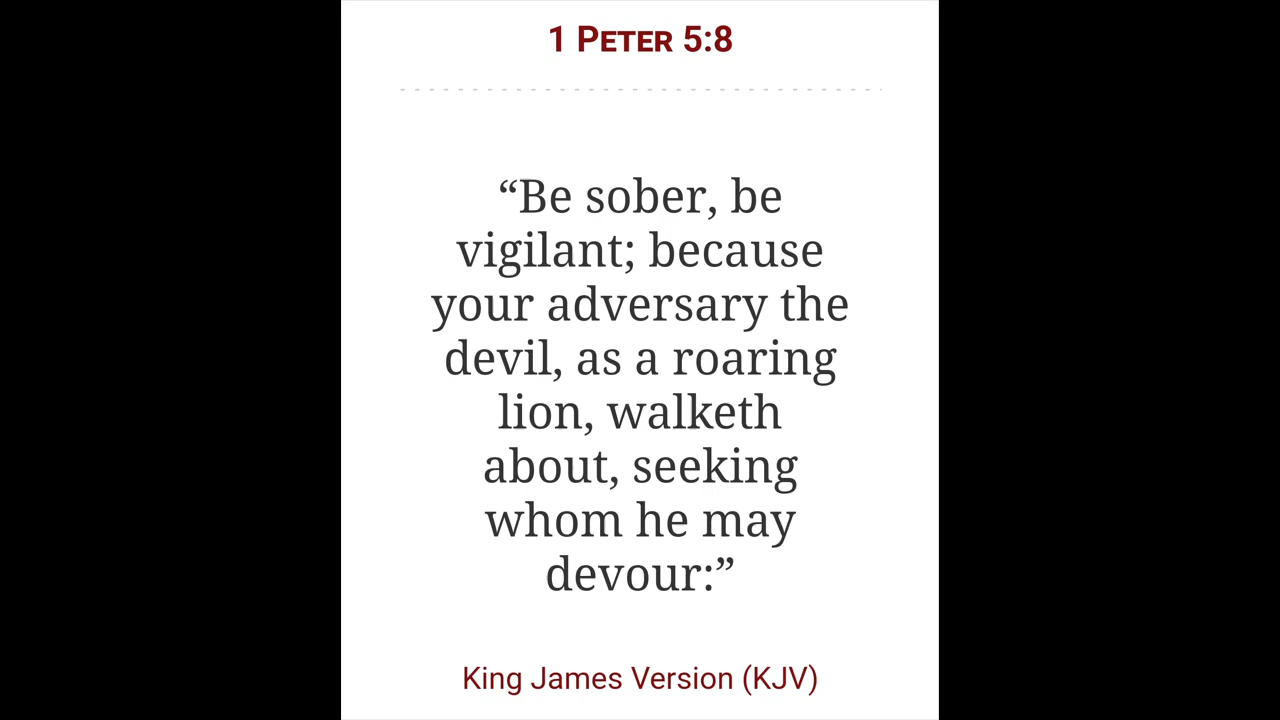 1 Peter 5:8
“Be sober, be
vigilant; because
your adversary the
devil, as a roaring
lion, walketh
about, seeking
whom he may
devour:”
King James Version (KJV)